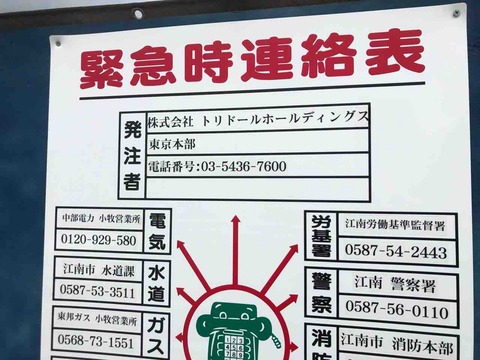 緊急時連絡表
発注者
株式会社 トリドールホールディングス
東京本部
電話番号:03-5436-7600
中部電力 小牧営業所
0120-929-580
電気
江南市 水道課
0587-53-3511
水道
東邦ガス 小牧営業所
0568-73-1551
ガス
労基署
江南労働基準監督署
0587-54-2443
警察
江南 警察署
0587-56-0110
消防
江南市 消防本部